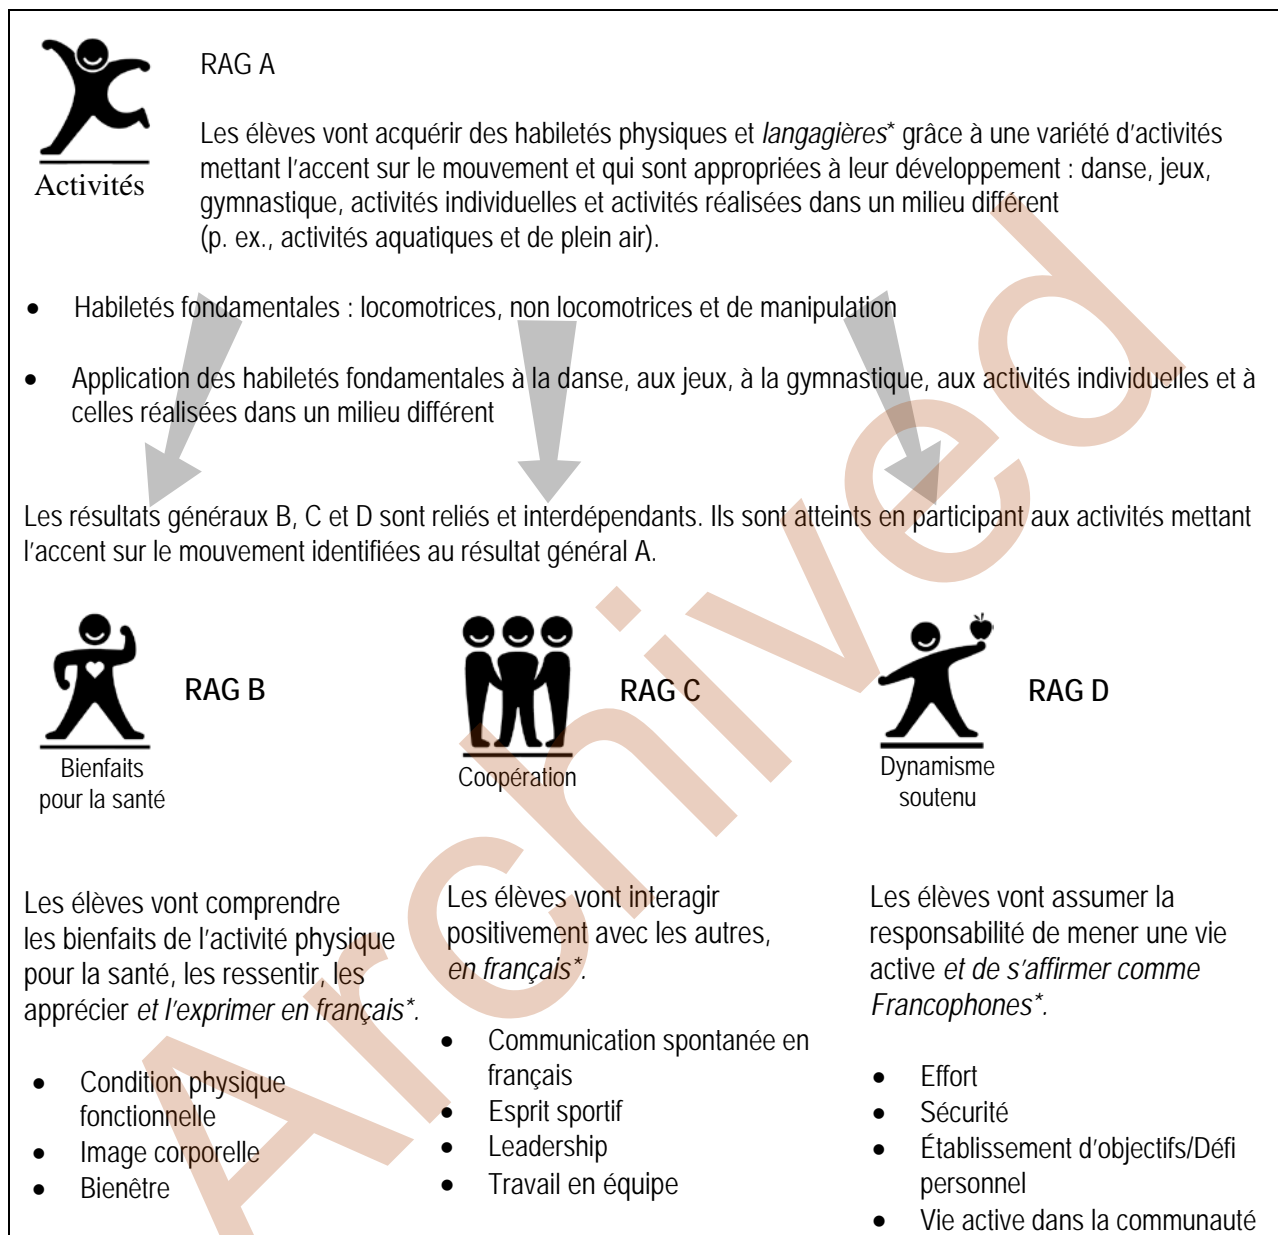 RAG A
Les élèves vont acquérir des habiletés physiques et langagières* grâce à une variété d'activités
mettant l'accent sur le mouvement et qui sont appropriées à leur développement : danse, jeux,
gymnastique, activités individuelles et activités réalisées dans un milieu différent
(p. ex., activités aquatiques et de plein air).
Activités
• Habiletés fondamentales : locomotrices, non locomotrices et de manipulation
• Application des habiletés fondamentales à la danse, aux jeux, à la gymnastique, aux activités individuelles et à
celles réalisées dans un milieu différent
Les résultats généraux B, C et D sont reliés et interdépendants. Ils sont atteints en participant aux activités mettant
l'accent sur le mouvement identifiées au résultat général A.
RAG B
Bienfaits
pour la santé
Les élèves vont comprendre
les bienfaits de l'activité physique
pour la santé, les ressentir, les
apprécier et l'exprimer en français*.
• Condition physique
fonctionnelle
• Image corporelle
• Bienêtre
RAG C
Coopération
Les élèves vont interagir
positivement avec les autres,
en français*.
• Communication spontanée en
français
• Esprit sportif
• Leadership
• Travail en équipe
RAG D
Dynamisme
soutenu
Les élèves vont assumer la
responsabilité de mener une vie
active et de s'affirmer comme
Francophones*.
• Effort
• Sécurité
• Établissement d'objectifs/Défi
personnel
• Vie active dans la communauté
Archived